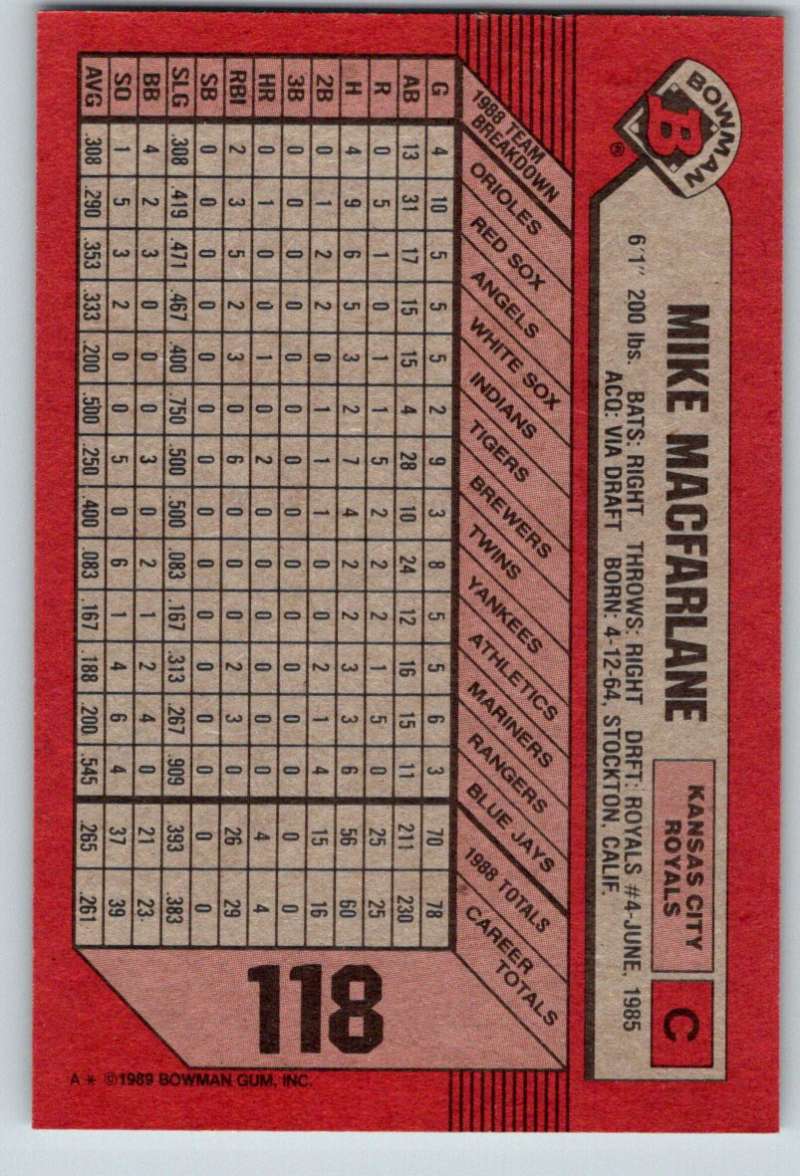 BOWMAN
B
®
MIKE MACFARLANE
KANSAS CITY
ROYALS
C
6'1" 200 lbs. BATS: RIGHT THROWS: RIGHT DRFT: ROYALS #4-JUNE, 1985
ACQ: VIA DRAFT BORN: 4-12-64, STOCKTON, CALIF.
1988 TEAM
BREAKDOWN
ORIOLES
RED SOX
ANGELS
WHITE SOX
INDIANS
TIGERS
BREWERS
TWINS
YANKEES
ATHLETICS
MARINERS
RANGERS
BLUE JAYS
1988 TOTALS
CAREER
TOTALS
G 4 10 5 5 5 2 9 3 8 5 5 6 3 70 78
AB 13 31 17 15 15 4 28 10 24 12 16 15 11 211 230
R 0 5 1 0 1 1 5 2 2 2 1 5 0 25 25
H 4 9 6 5 3 2 7 4 2 2 3 3 6 56 60
2B 0 1 2 2 0 1 1 1 0 0 2 1 4 15 16
3B 0 0 0 0 0 0 0 0 0 0 0 0 0 0 0
HR 0 1 0 0 1 0 2 0 0 0 0 0 0 4 4
RBI 2 3 5 2 3 0 6 0 0 0 2 3 0 26 29
SB 0 0 0 0 0 0 0 0 0 0 0 0 0 0 0
SLG .308 .419 .471 .467 .400 .750 .500 .500 .083 .167 .313 .267 .909 .393 .383
BB 4 2 3 0 0 0 3 0 2 1 2 4 0 21 23
SO 1 5 3 2 0 0 5 0 6 1 4 6 4 37 39
AVG .308 .290 .353 .333 .200 .500 .250 .400 .083 .167 .188 .200 .545 .265 .261
118
A * ©1989 BOWMAN GUM, INC.